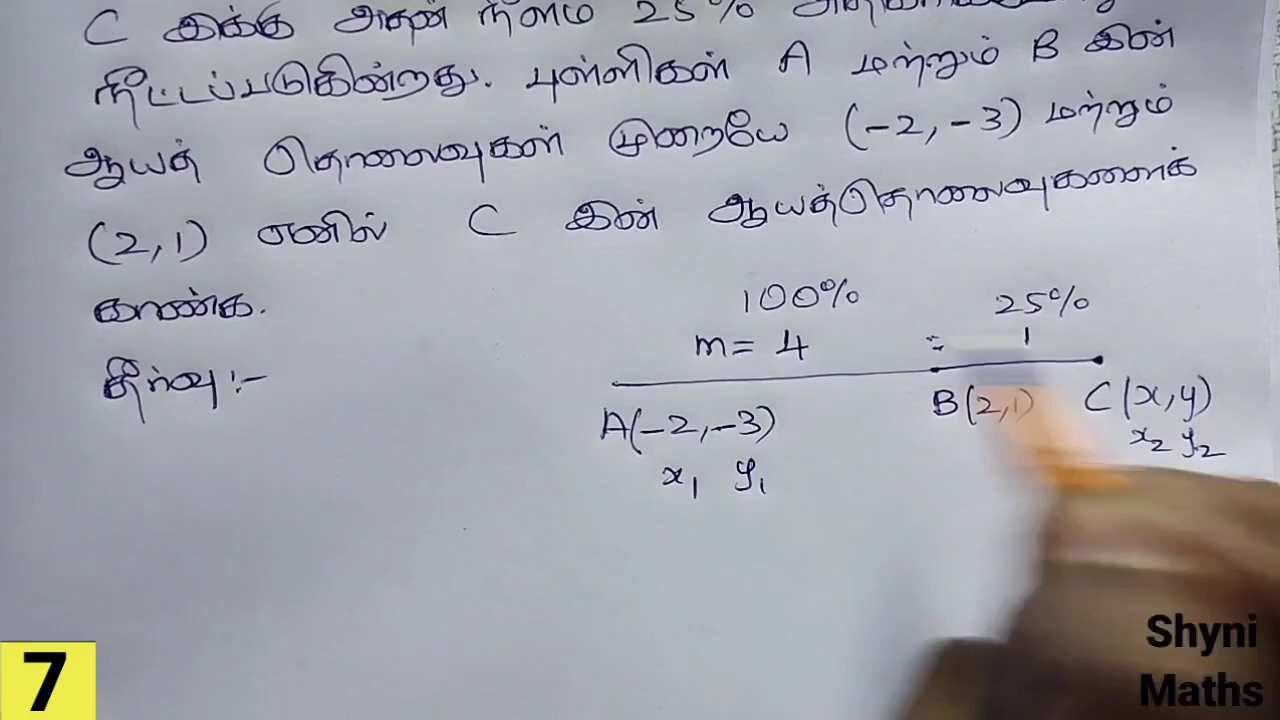 C இக்கு அதன் நீளம் 25%
நீட்டப்படுகின்றது. புள்ளிகள் A மற்றும் B இன்
ஆயத் தொலைவுகள் முறையே (-2, -3) மற்றும்
(2,1) எனில் C இன் ஆயத்தொலைவுகளைக்
காண்க.
தீர்வு :-
100% 25%
m = 4 = 1
A(-2,-3) B(2,1) C(x,y)
x₁ y₁ x₂ y₂
Shyni
Maths
7